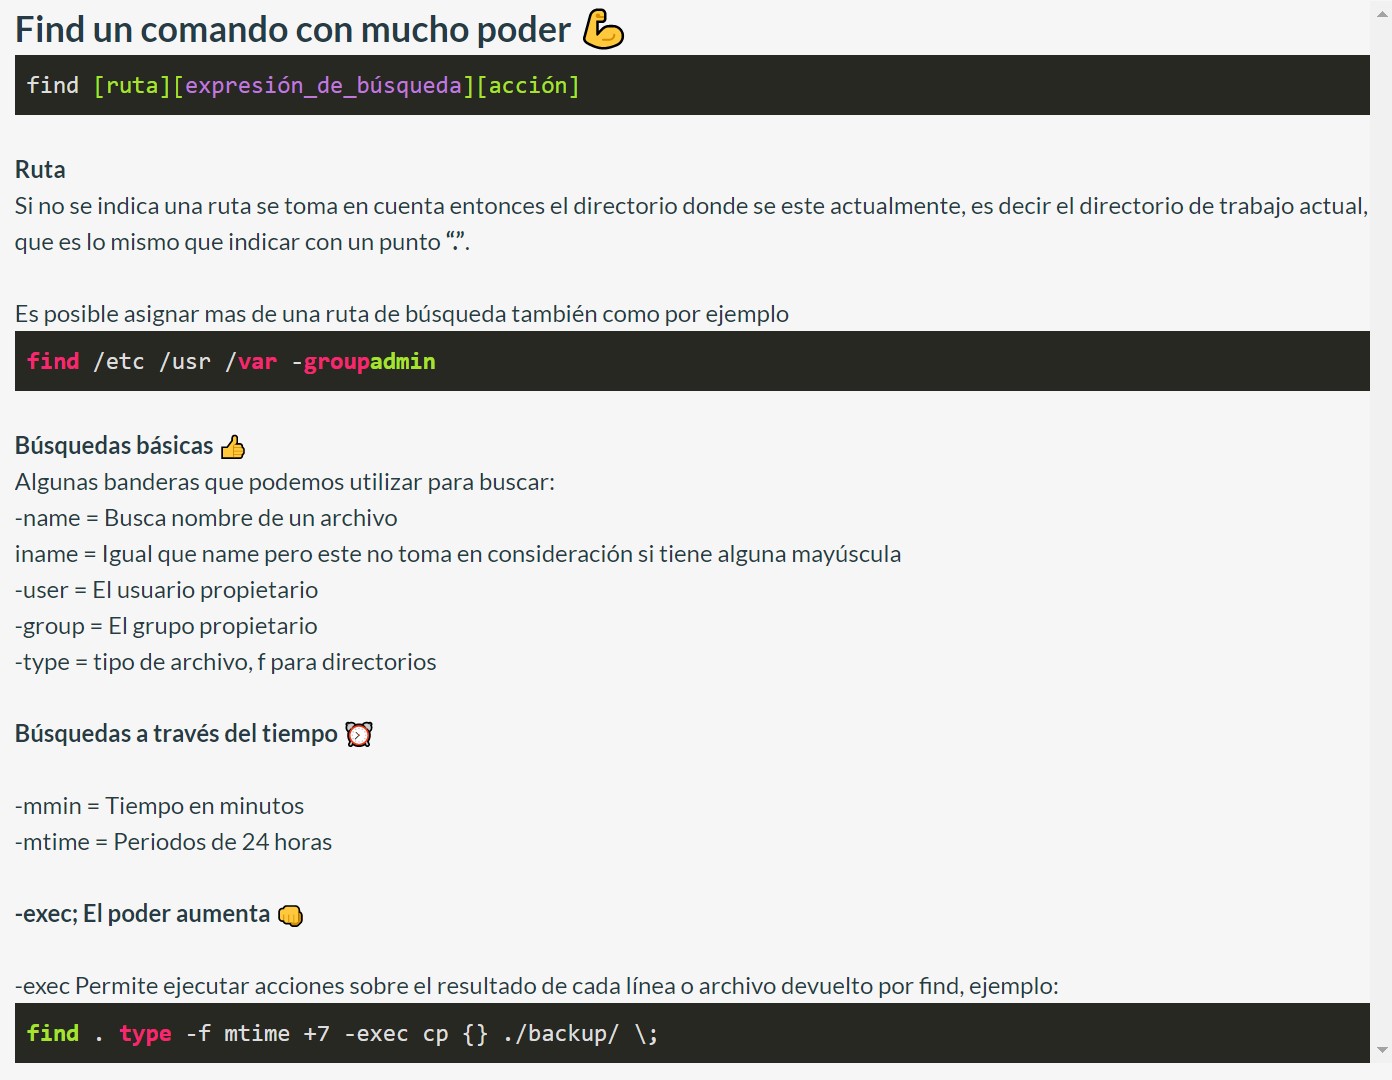 Find un comando con mucho poder 💪
find [ruta][expresión_de_búsqueda][acción]
Ruta
Si no se indica una ruta se toma en cuenta entonces el directorio donde se este actualmente, es decir el directorio de trabajo actual,
que es lo mismo que indicar con un punto “.”.
Es posible asignar mas de una ruta de búsqueda también como por ejemplo
find /etc /usr /var -groupadmin
Búsquedas básicas 👍
Algunas banderas que podemos utilizar para buscar:
-name = Busca nombre de un archivo
iname = Igual que name pero este no toma en consideración si tiene alguna mayúscula
-user = El usuario propietario
-group = El grupo propietario
-type = tipo de archivo, f para directorios
Búsquedas a través del tiempo ⏰
-mmin = Tiempo en minutos
-mtime = Periodos de 24 horas
-exec; El poder aumenta 👊
-exec Permite ejecutar acciones sobre el resultado de cada línea o archivo devuelto por find, ejemplo:
find . type -f mtime +7 -exec cp {} ./backup/ \;